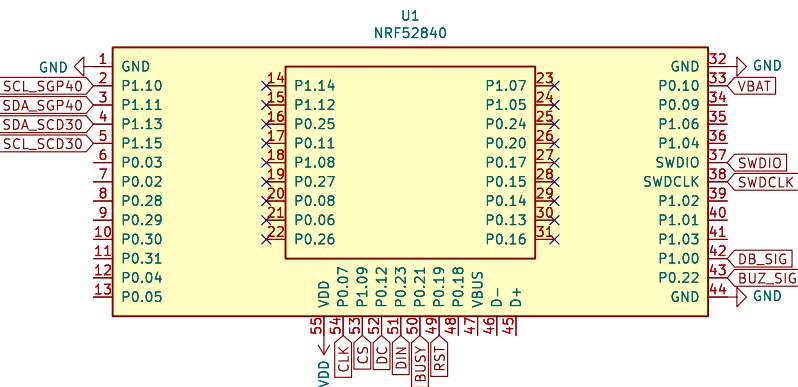 U1
NRF52840
GND 1 GND
SCL_SGP40 2 P1.10
SDA_SGP40 3 P1.11
SDA_SCD30 4 P1.13
SCL_SCD30 5 P1.15
6 P0.03
7 P0.02
8 P0.28
9 P0.29
10 P0.30
11 P0.31
12 P0.04
13 P0.05
14 P1.14
15 P1.12
16 P0.25
17 P0.11
18 P1.08
19 P0.27
20 P0.08
21 P0.06
22 P0.26
P1.07 23
P1.05 24
P0.24 25
P0.20 26
P0.17 27
P0.15 28
P0.14 29
P0.13 30
P0.16 31
GND 32 GND
P0.10 33 VBAT
P0.09 34
P1.06 35
P1.04 36
SWDIO 37 SWDIO
SWDCLK 38 SWDCLK
P1.02 39
P1.01 40
P1.03 41
P1.00 42 DB_SIG
P0.22 43 BUZ_SIG
GND 44 GND
VDD 55 VDD
P0.07 54 CLK
P1.09 53 CS
P0.12 52 DC
P0.23 51 DIN
P0.21 50 BUSY
P0.19 49 RST
P0.18 48
VBUS 47
D- 46
D+ 45